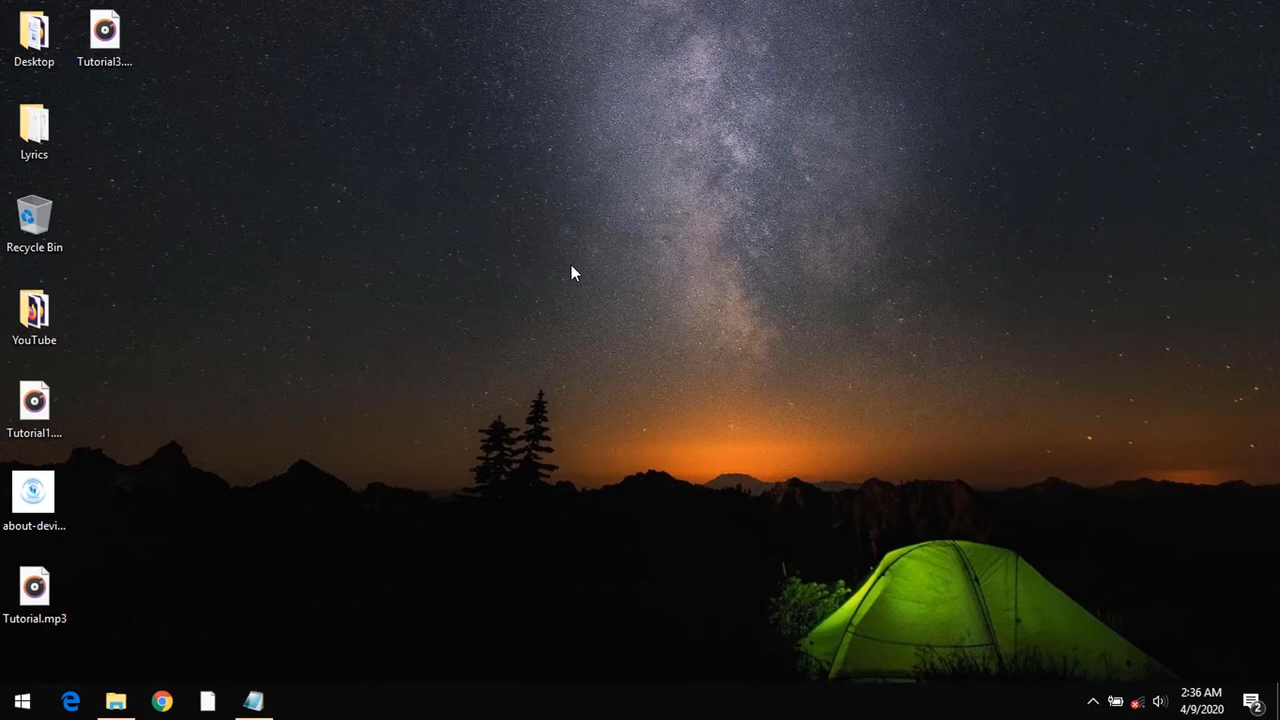 Desktop
Tutorial3....
Lyrics
Recycle Bin
YouTube
Tutorial1....
about-devi...
Tutorial.mp3
2:36 AM
4/9/2020
2